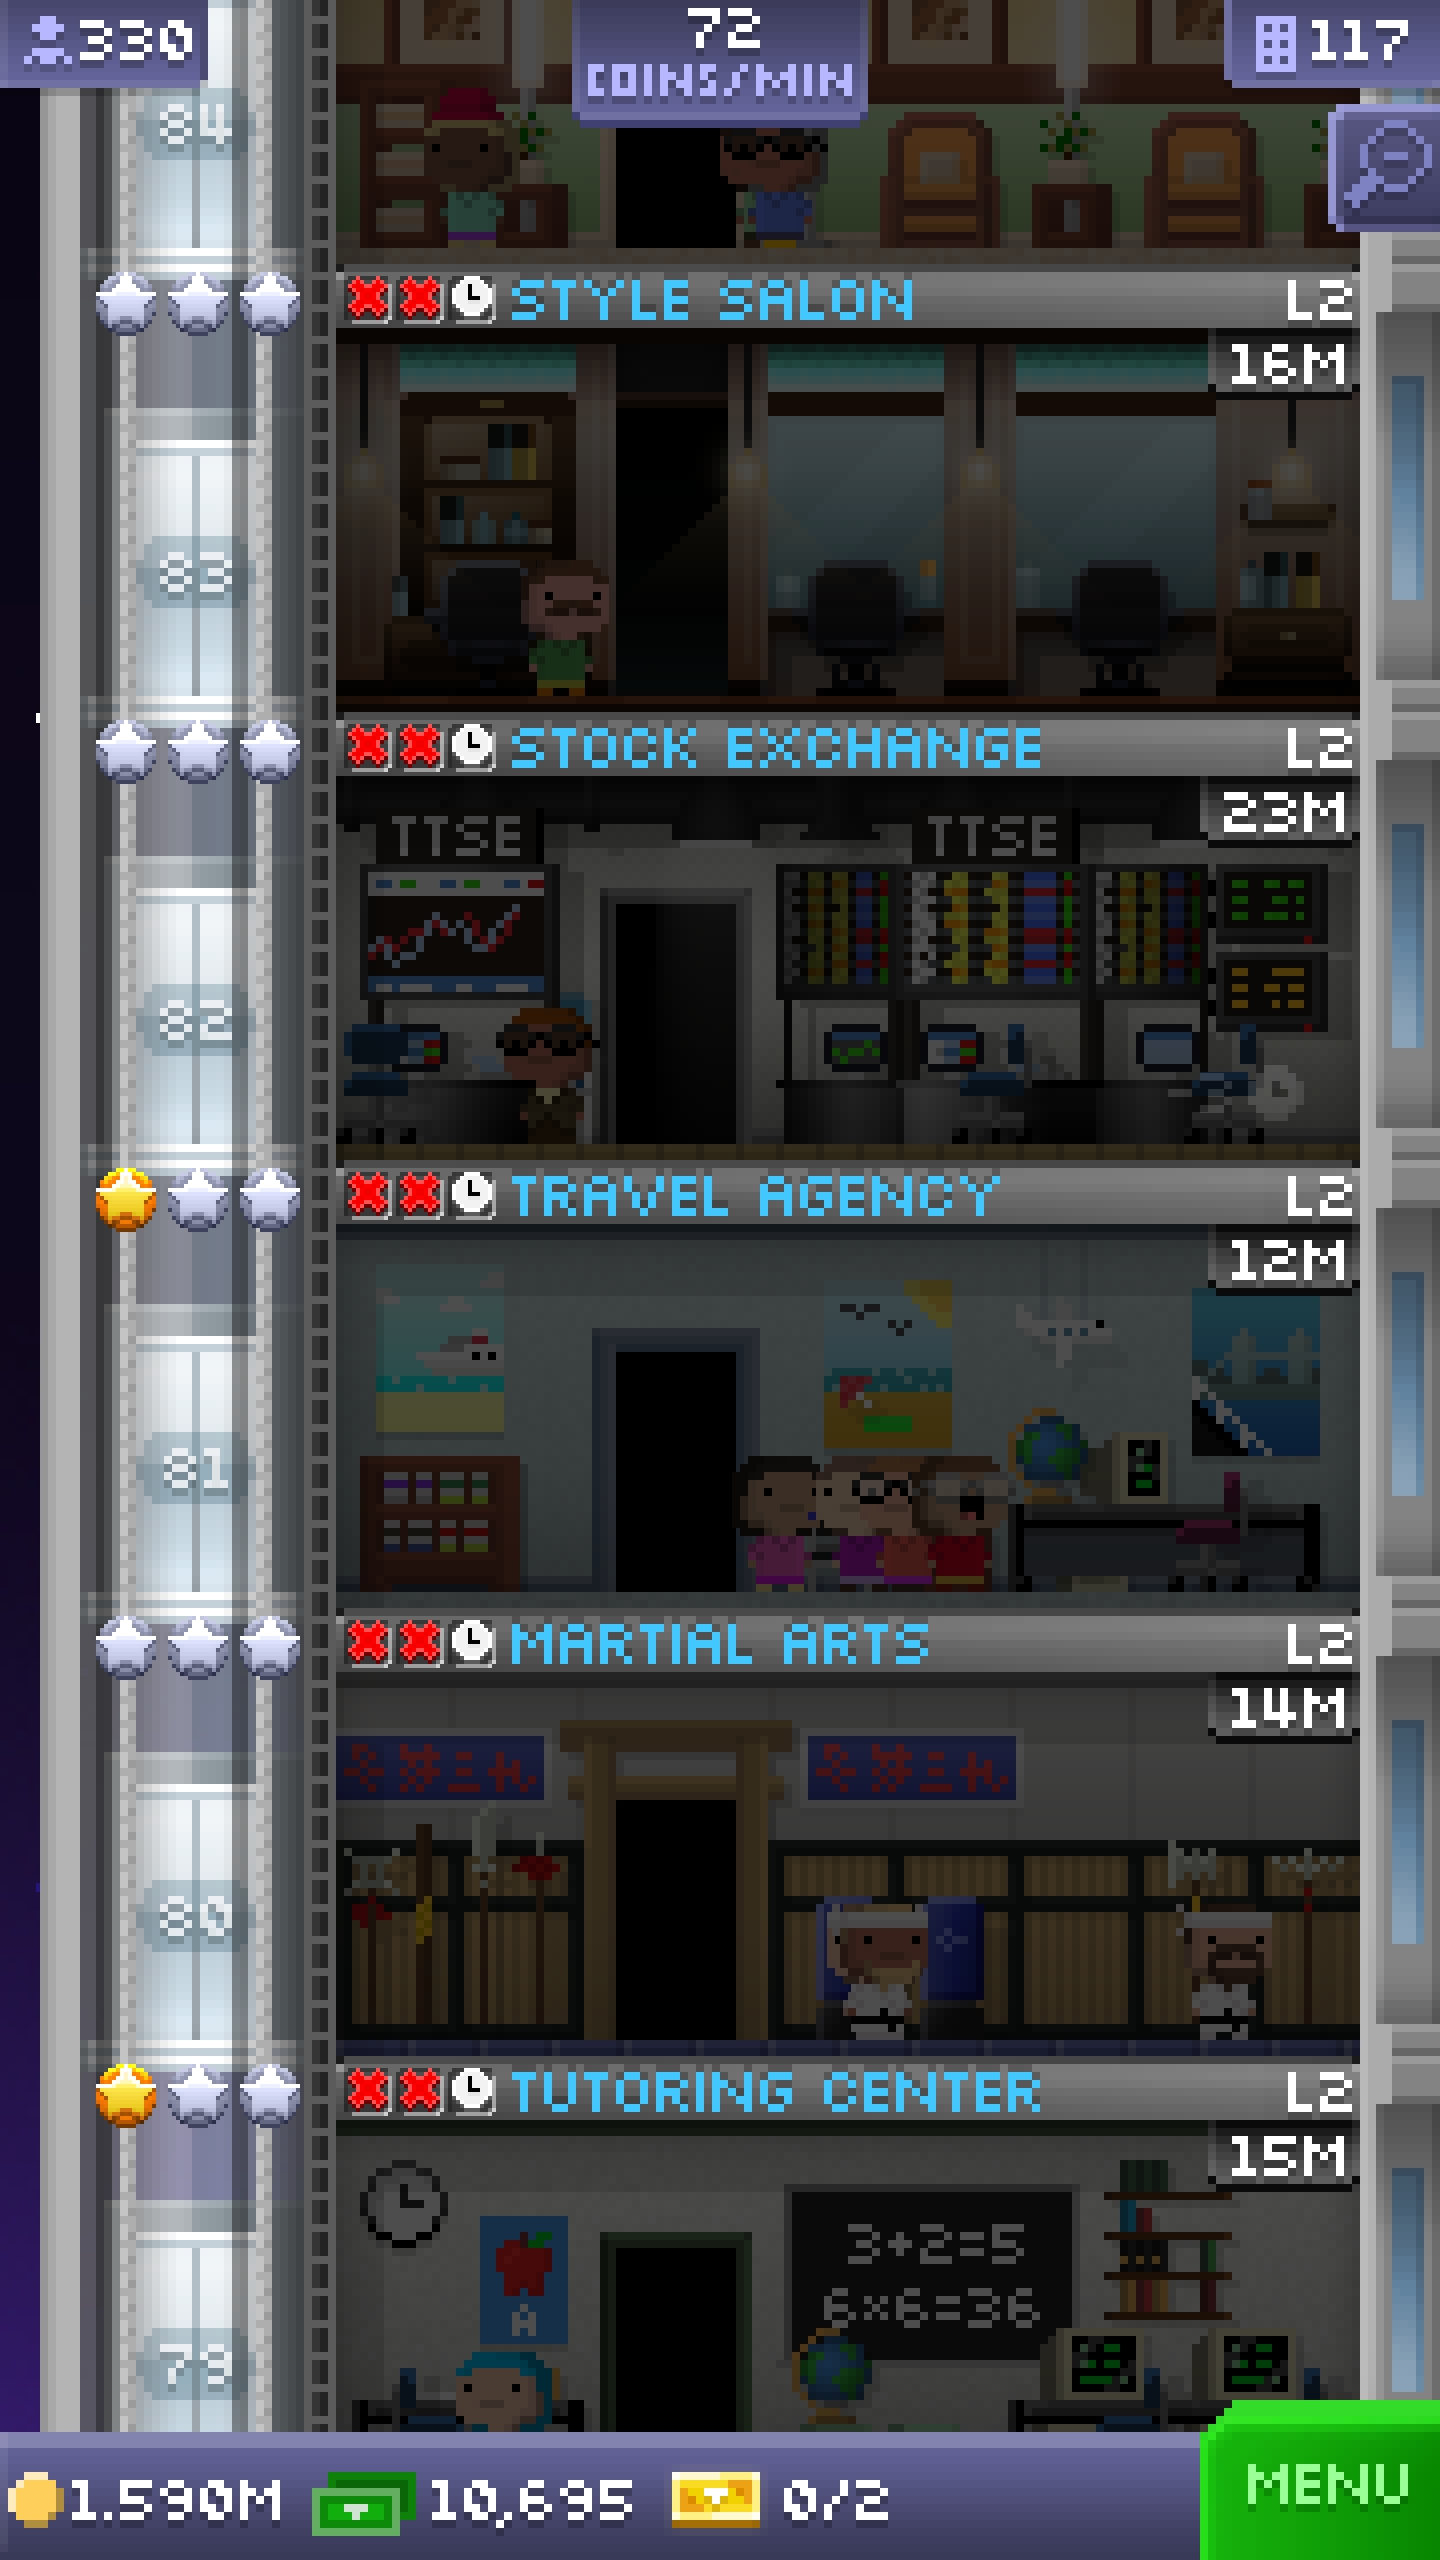 330
72
COINS/MIN
117
84
STYLE SALON L2
16M
83
STOCK EXCHANGE L2
23M
TTSE TTSE
82
TRAVEL AGENCY L2
12M
81
MARTIAL ARTS L2
14M
80
TUTORING CENTER L2
15M
3+2=5
6×6=36
A
79
1.590M 10,695 0/2 MENU